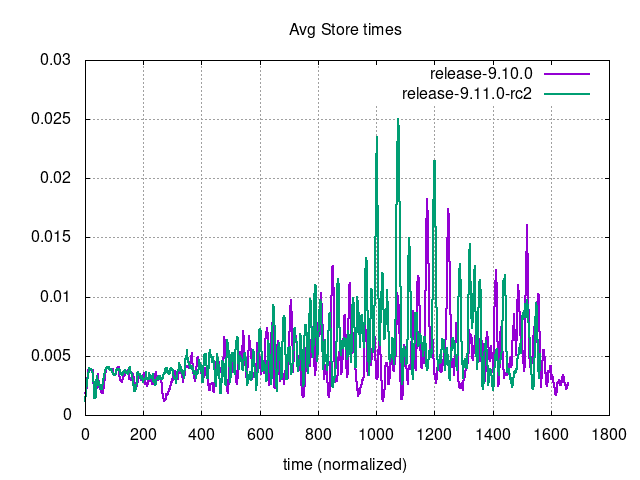 Avg Store times
release-9.10.0
release-9.11.0-rc2
0.03
0.025
0.02
0.015
0.01
0.005
0
0 200 400 600 800 1000 1200 1400 1600 1800
time (normalized)